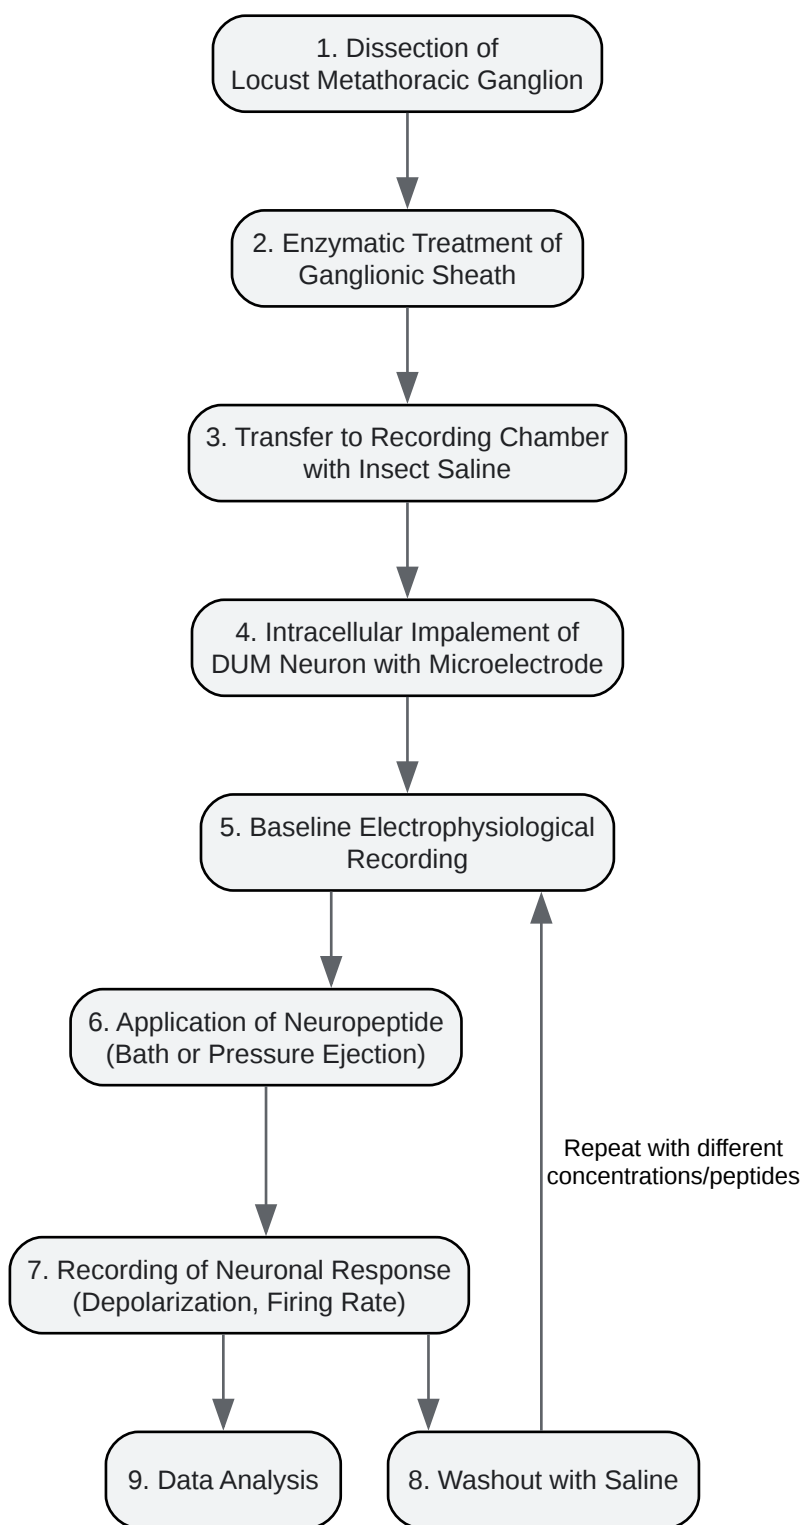 1. Dissection of
Locust Metathoracic Ganglion
2. Enzymatic Treatment of
Ganglionic Sheath
3. Transfer to Recording Chamber
with Insect Saline
4. Intracellular Impalement of
DUM Neuron with Microelectrode
5. Baseline Electrophysiological
Recording
6. Application of Neuropeptide
(Bath or Pressure Ejection)
Repeat with different
concentrations/peptides
7. Recording of Neuronal Response
(Depolarization, Firing Rate)
9. Data Analysis
8. Washout with Saline